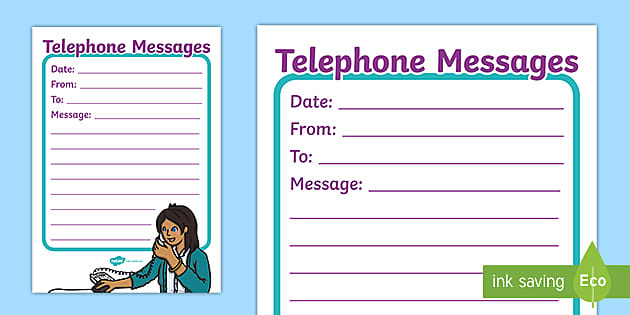 Telephone Messages
Date:
From:
To:
Message:
Telephone Messages
Date:
From:
To:
Message:
ink saving
Eco